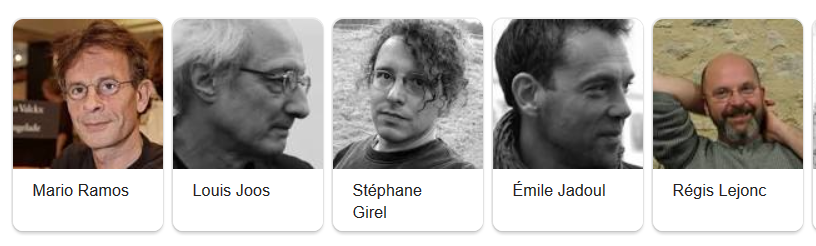 Mario Ramos
Louis Joos
Stéphane
Girel
Émile Jadoul
Régis Lejonc